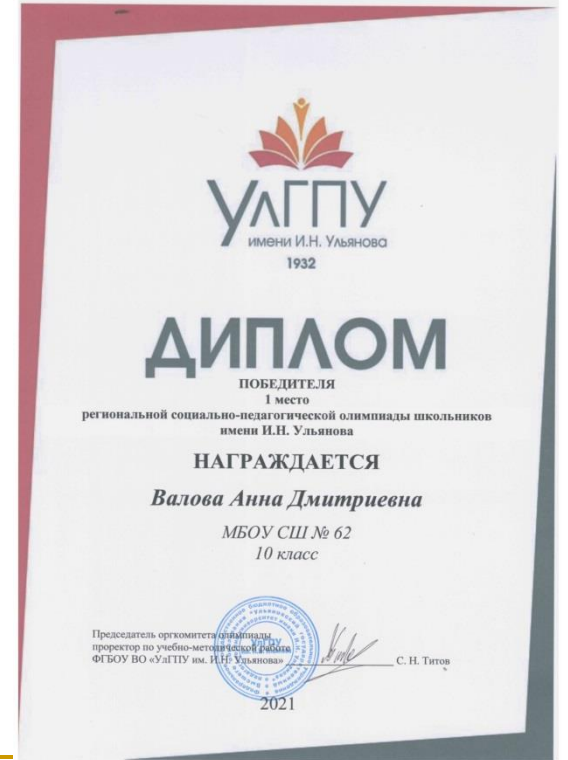 УлГПУ
имени И.Н. Ульянова
1932
ДИПЛОМ
ПОБЕДИТЕЛЯ
1 место
региональной социально-педагогической олимпиады школьников
имени И.Н. Ульянова
НАГРАЖДАЕТСЯ
Валова Анна Дмитриевна
МБОУ СШ № 62
10 класс
Председатель оргкомитета олимпиады
проректор по учебно-методической работе
ФГБОУ ВО «УлГПУ им. И.Н. Ульянова»
С. Н. Титов
УлГПУ
2021